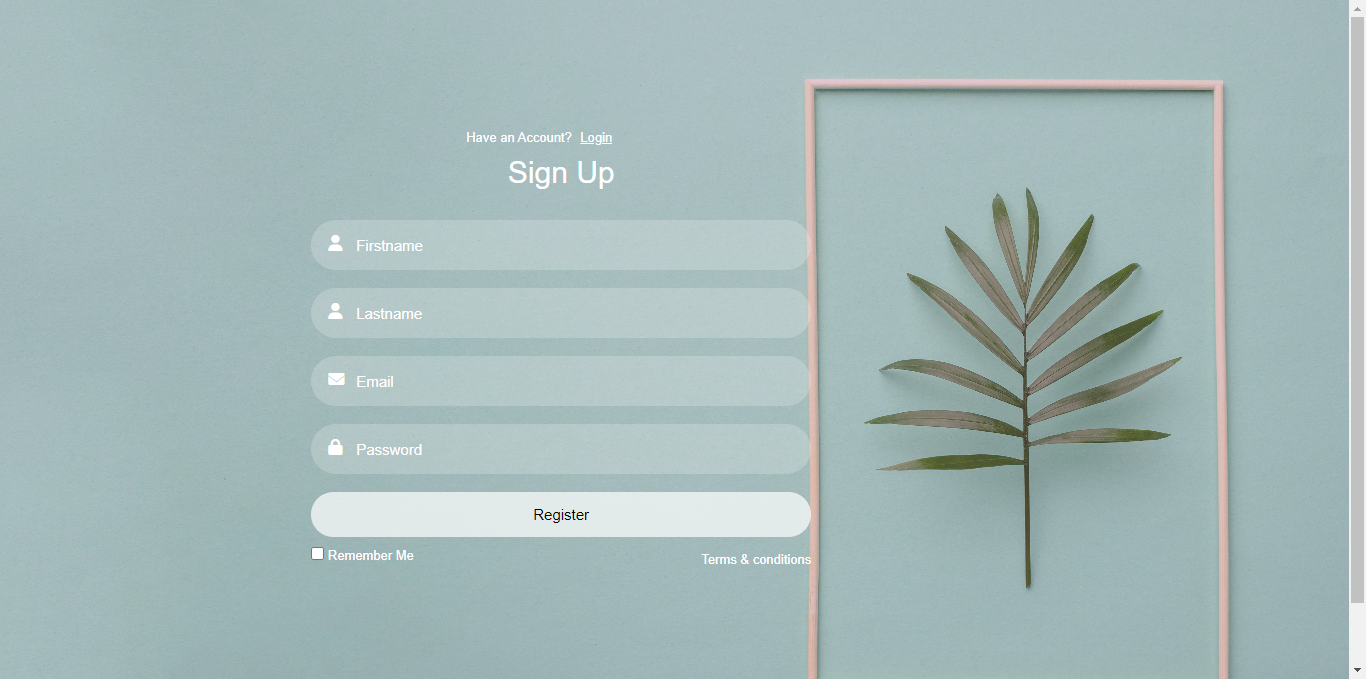 Have an Account? Login
Sign Up
Firstname
Lastname
Email
Password
Register
Remember Me
Terms & conditions